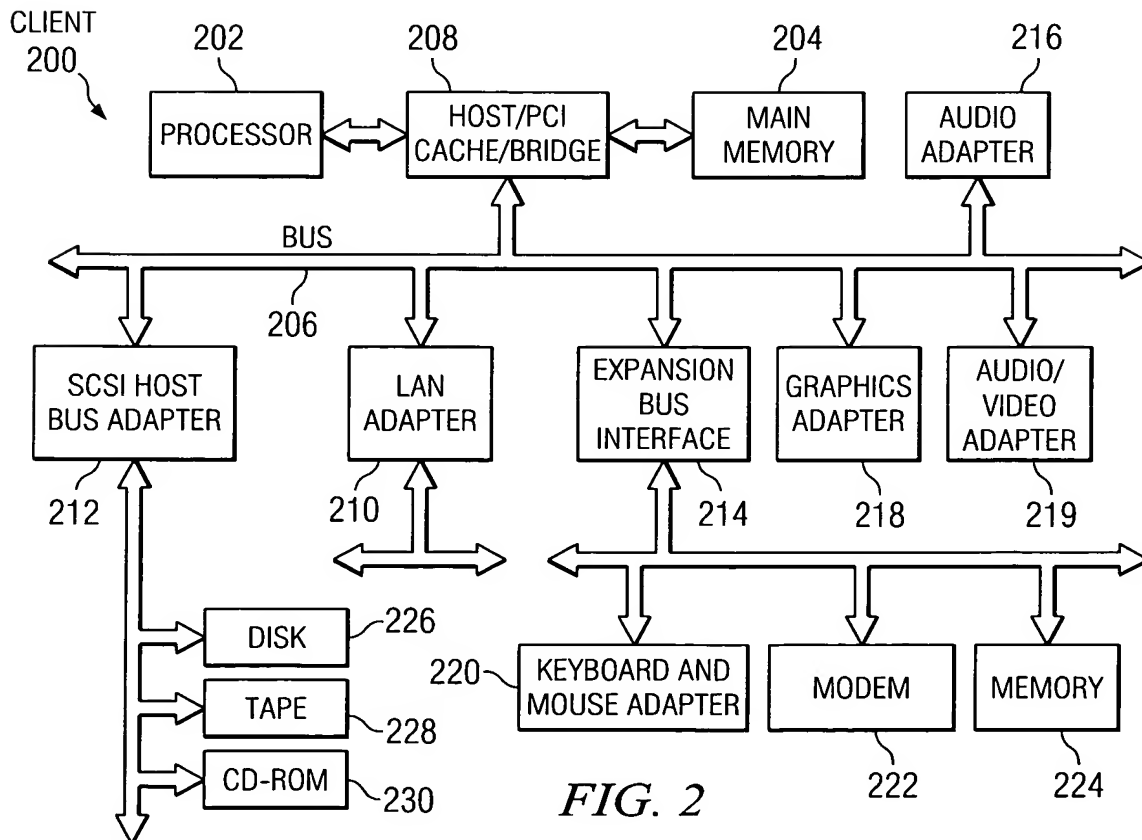 CLIENT
200
202
208
204
216
PROCESSOR
HOST/PCI
CACHE/BRIDGE
MAIN
MEMORY
AUDIO
ADAPTER
BUS
206
SCSI HOST
BUS ADAPTER
LAN
ADAPTER
EXPANSION
BUS
INTERFACE
GRAPHICS
ADAPTER
AUDIO/
VIDEO
ADAPTER
212
210
214
218
219
DISK
226
TAPE
228
CD-ROM
230
220
KEYBOARD AND
MOUSE ADAPTER
MODEM
MEMORY
222
224
FIG. 2